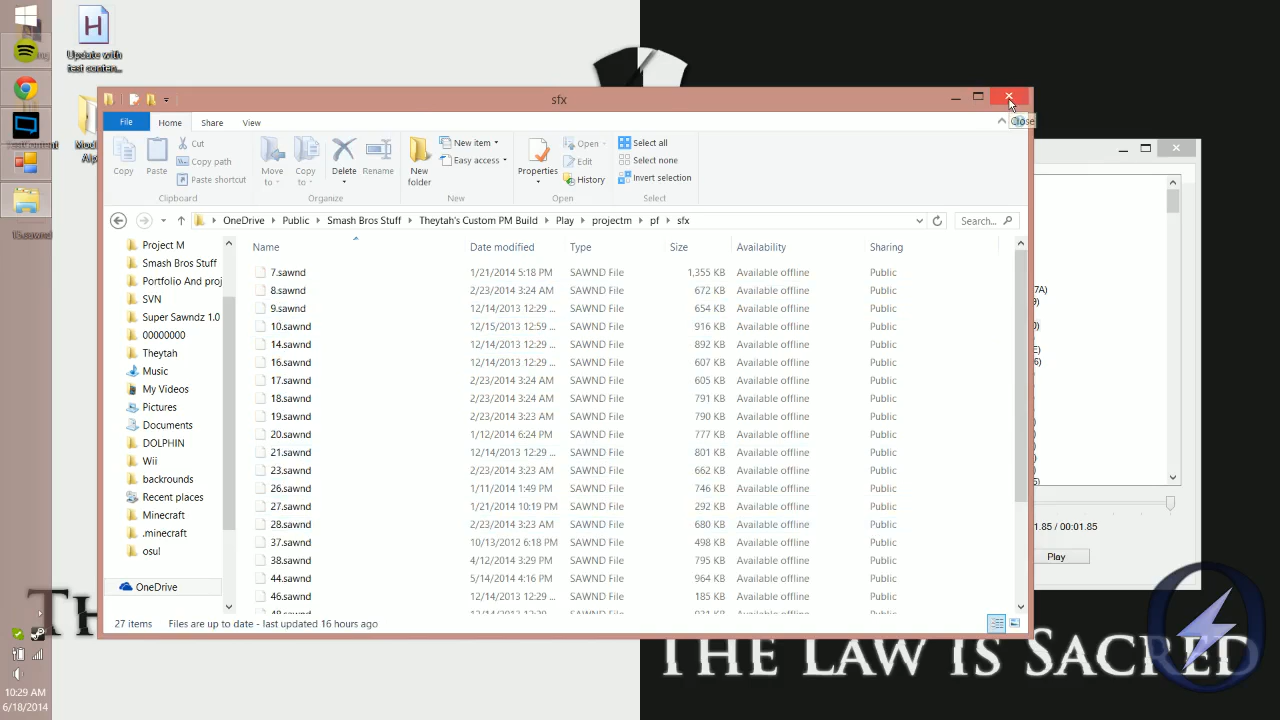 Update with
test conten...
sfx
Close
File Home Share View
Copy
Paste
Cut
Copy path
Paste shortcut
Clipboard
Move
to
Copy
to
Delete
Rename
Organize
New
folder
New item
Easy access
New
Properties
Open
Edit
History
Open
Select all
Select none
Invert selection
Select
OneDrive Public Smash Bros Stuff Theytah's Custom PM Build Play projectm pf sfx
Search...
Project M
Smash Bros Stuff
Portfolio And proj
SVN
Super Sawndz 1.0
00000000
Theytah
Music
My Videos
Pictures
Documents
DOLPHIN
Wii
backrounds
Recent places
Minecraft
.minecraft
osul
OneDrive
Name Date modified Type Size Availability Sharing
7.sawnd 1/21/2014 5:18 PM SAWND File 1,355 KB Available offline Public
8.sawnd 2/23/2014 3:24 AM SAWND File 672 KB Available offline Public
9.sawnd 12/14/2013 12:29 ... SAWND File 654 KB Available offline Public
10.sawnd 12/15/2013 12:59 ... SAWND File 916 KB Available offline Public
14.sawnd 12/14/2013 12:29 ... SAWND File 892 KB Available offline Public
16.sawnd 12/14/2013 12:29 ... SAWND File 607 KB Available offline Public
17.sawnd 2/23/2014 3:24 AM SAWND File 605 KB Available offline Public
18.sawnd 2/23/2014 3:24 AM SAWND File 791 KB Available offline Public
19.sawnd 2/23/2014 3:23 AM SAWND File 790 KB Available offline Public
20.sawnd 1/12/2014 6:24 PM SAWND File 777 KB Available offline Public
21.sawnd 12/14/2013 12:29 ... SAWND File 801 KB Available offline Public
23.sawnd 2/23/2014 3:23 AM SAWND File 662 KB Available offline Public
26.sawnd 1/11/2014 1:49 PM SAWND File 746 KB Available offline Public
27.sawnd 1/21/2014 10:19 PM SAWND File 292 KB Available offline Public
28.sawnd 2/23/2014 3:23 AM SAWND File 680 KB Available offline Public
37.sawnd 10/13/2012 6:18 PM SAWND File 498 KB Available offline Public
38.sawnd 4/12/2014 3:29 PM SAWND File 795 KB Available offline Public
44.sawnd 5/14/2014 4:16 PM SAWND File 964 KB Available offline Public
46.sawnd 12/14/2013 12:29 ... SAWND File 185 KB Available offline Public
27 items Files are up to date - last updated 16 hours ago
1.85 / 00:01.85
Play
The Law is Sacred
10:29 AM
6/18/2014